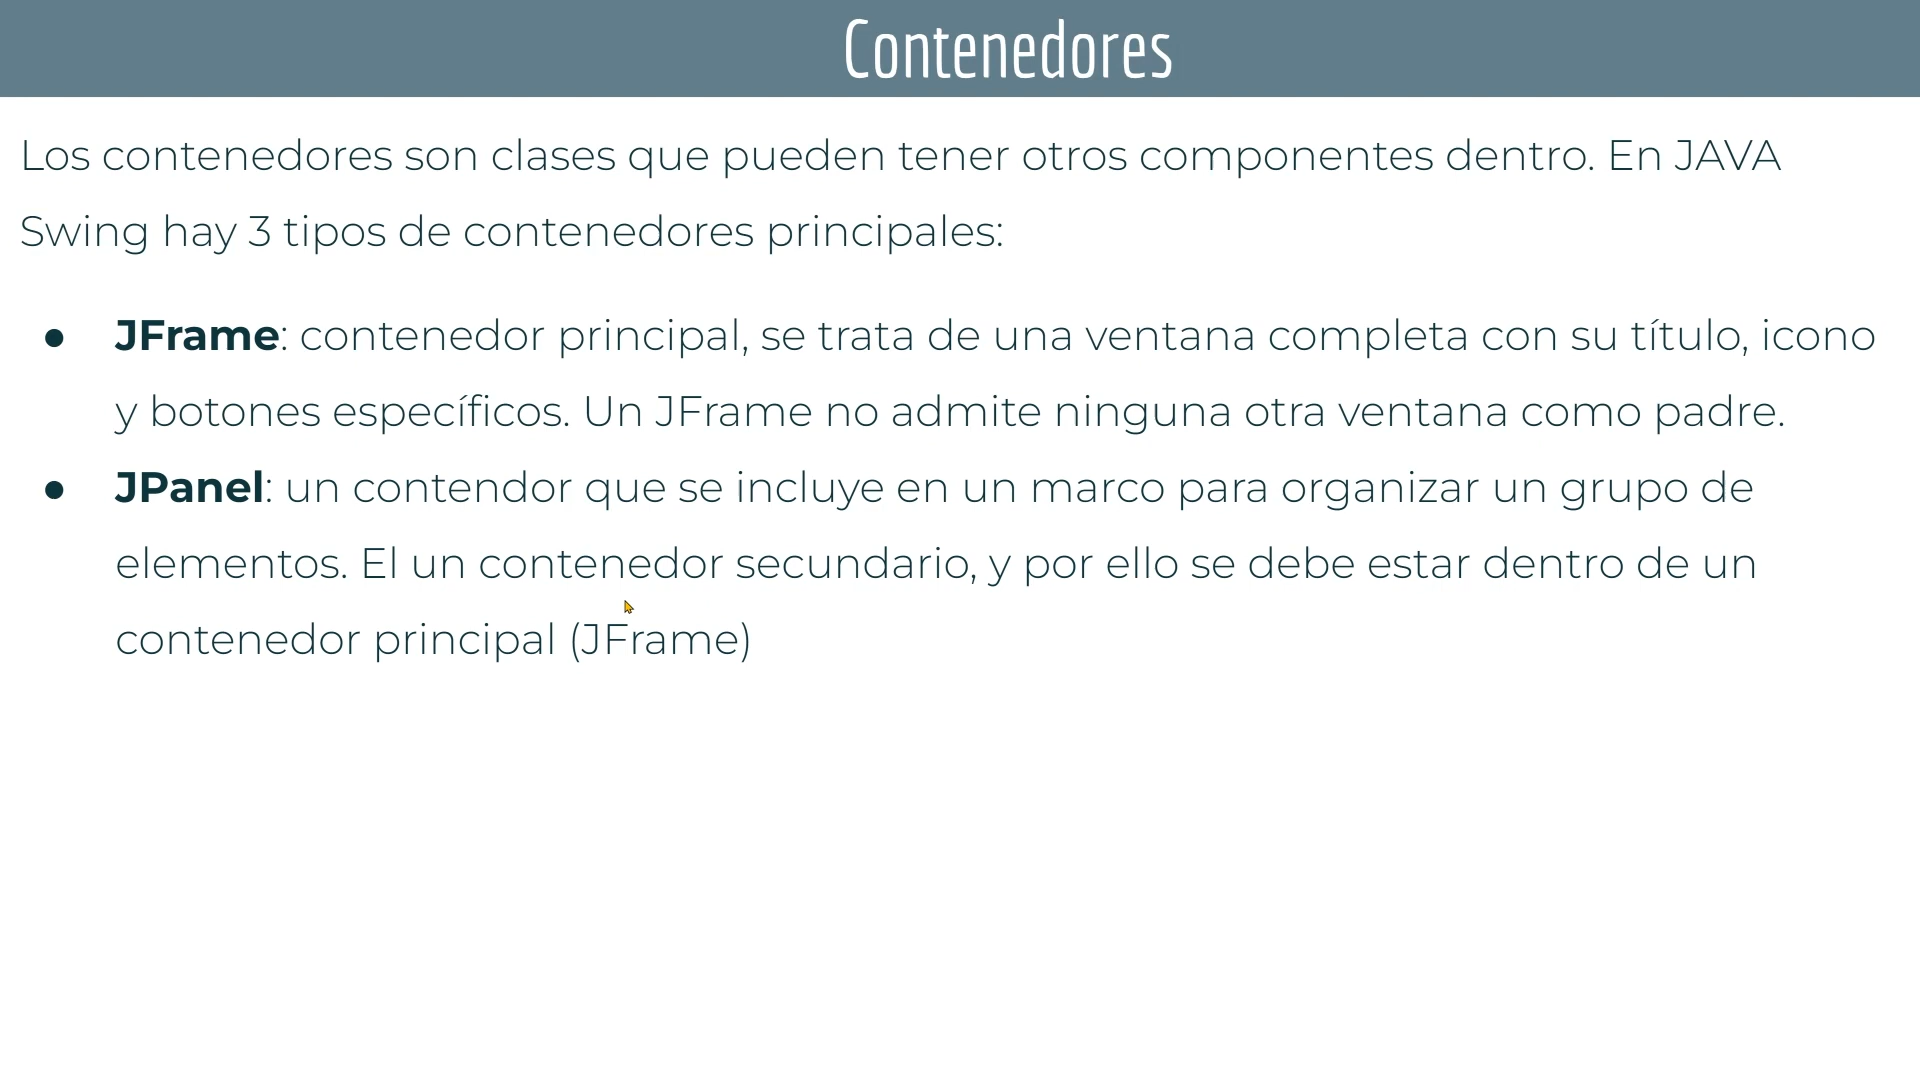 Contenedores
Los contenedores son clases que pueden tener otros componentes dentro. En JAVA
Swing hay 3 tipos de contenedores principales:
● JFrame: contenedor principal, se trata de una ventana completa con su título, icono
y botones específicos. Un JFrame no admite ninguna otra ventana como padre.
● JPanel: un contendor que se incluye en un marco para organizar un grupo de
elementos. El un contenedor secundario, y por ello se debe estar dentro de un
contenedor principal (JFrame)